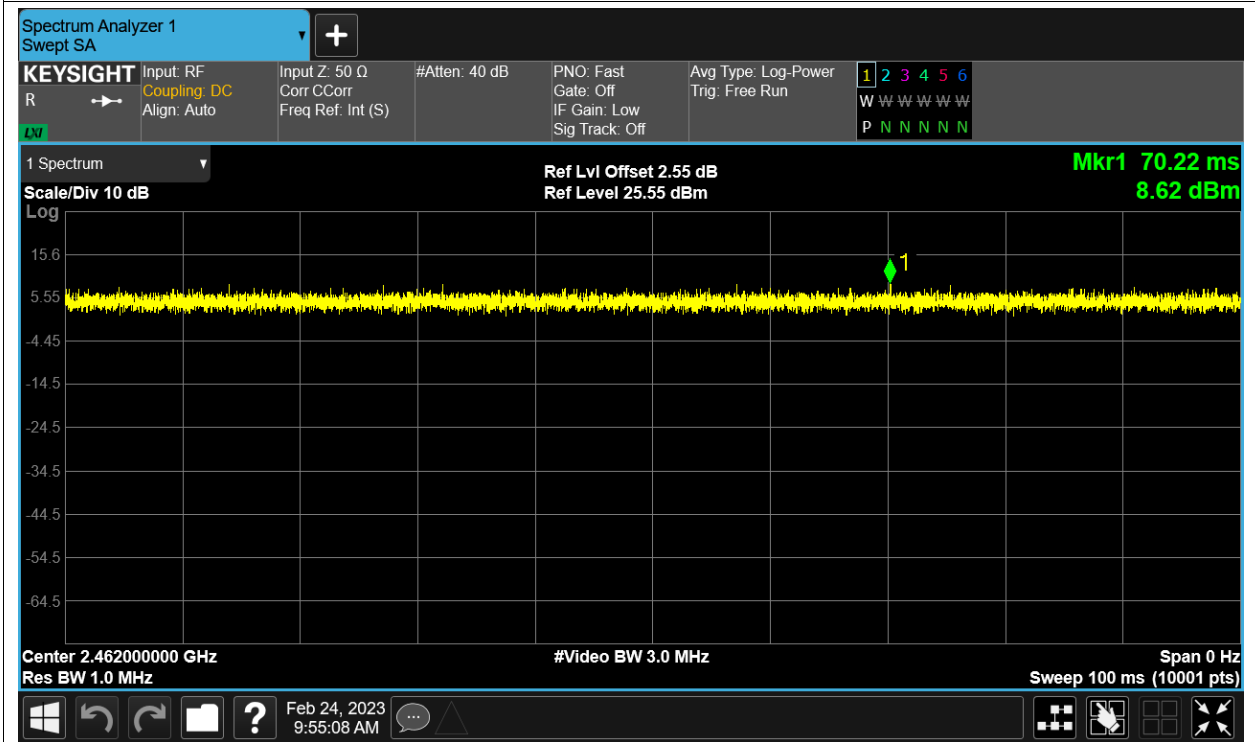 Spectrum Analyzer 1
Swept SA
KEYSIGHT
R
LXI
Input: RF
Coupling: DC
Align: Auto
Input Z: 50 Ω
Corr CCorr
Freq Ref: Int (S)
#Atten: 40 dB
PNO: Fast
Gate: Off
IF Gain: Low
Sig Track: Off
Avg Type: Log-Power
Trig: Free Run
1 2 3 4 5 6
W W W W W W
P N N N N N
1 Spectrum
Scale/Div 10 dB
Ref Lvl Offset 2.55 dB
Ref Level 25.55 dBm
Mkr1 70.22 ms
8.62 dBm
Log
15.6
1
5.55
-4.45
-14.5
-24.5
-34.5
-44.5
-54.5
-64.5
Center 2.462000000 GHz
Res BW 1.0 MHz
#Video BW 3.0 MHz
Span 0 Hz
Sweep 100 ms (10001 pts)
?
Feb 24, 2023
9:55:08 AM